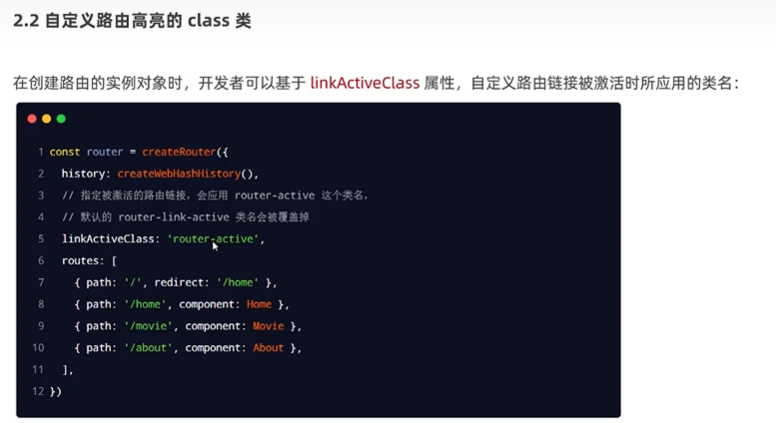 2.2 自定义路由高亮的 class 类
在创建路由的实例对象时，开发者可以基于 linkActiveClass 属性，自定义路由链接被激活时所应用的类名：
1 const router = createRouter({
2 history: createWebHashHistory(),
3 // 指定被激活的路由链接，会应用 router-active 这个类名，
4 // 默认的 router-link-active 类名会被覆盖掉
5 linkActiveClass: 'router-active',
6 routes: [
7 { path: '/', redirect: '/home' },
8 { path: '/home', component: Home },
9 { path: '/movie', component: Movie },
10 { path: '/about', component: About },
11 ],
12 })